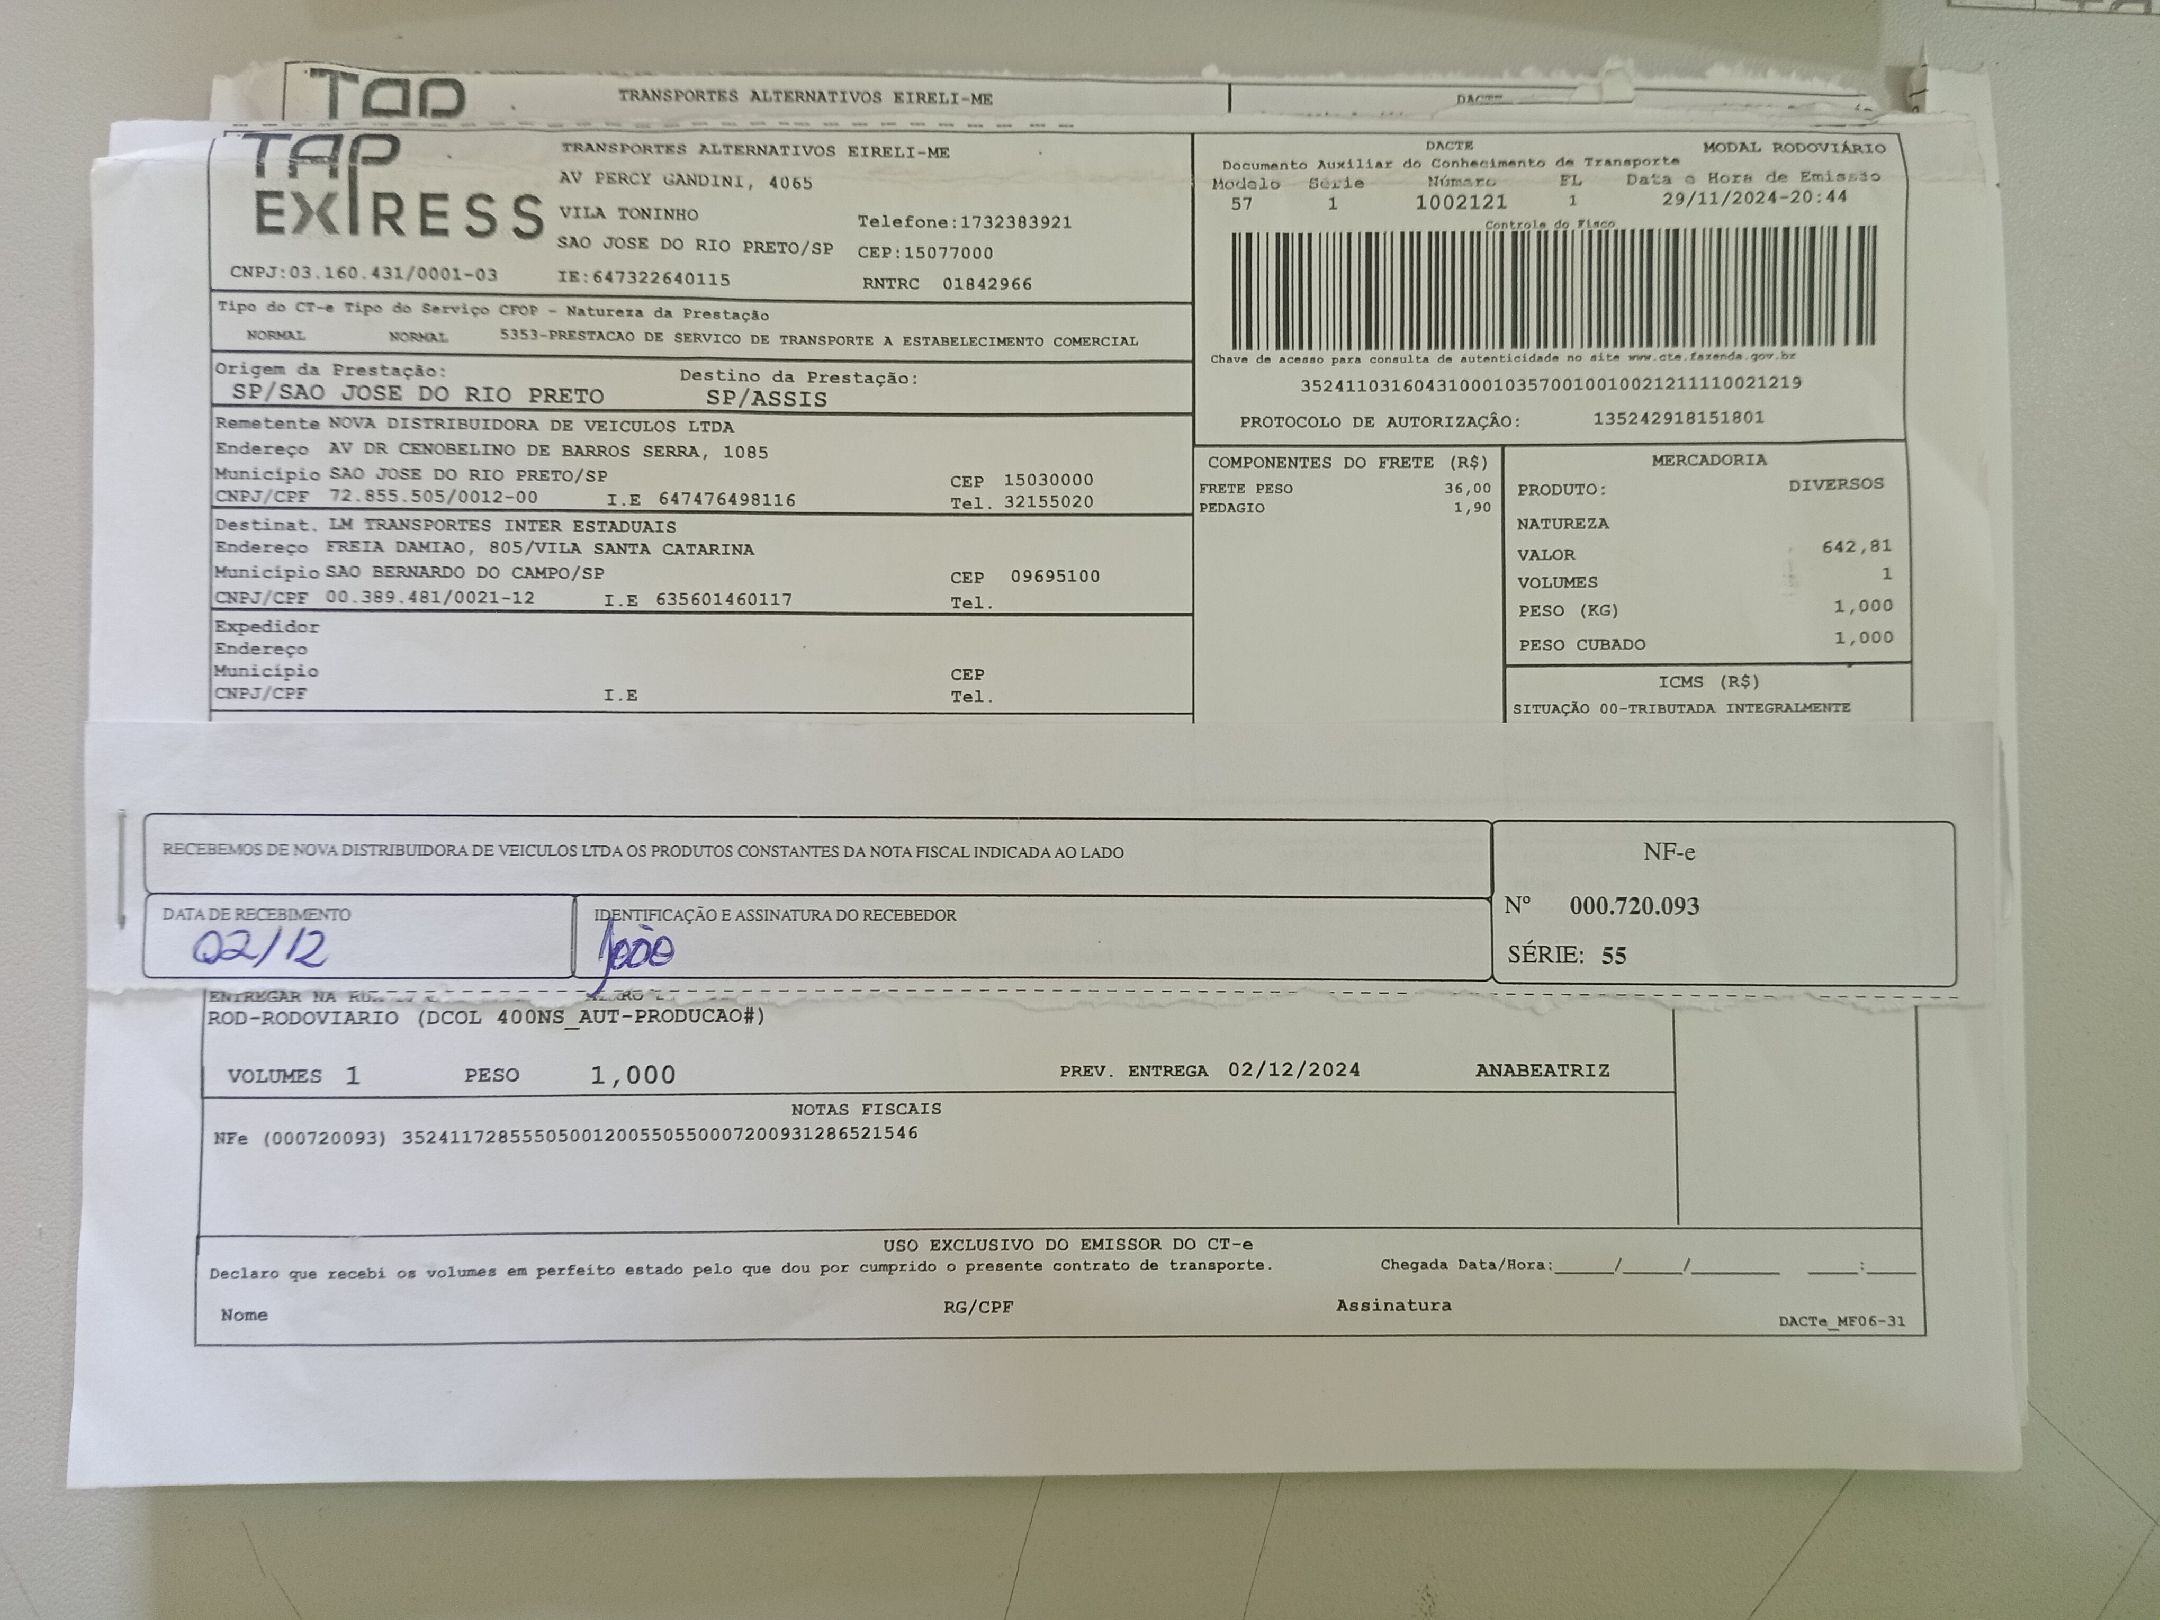 TAP
TRANSPORTES ALTERNATIVOS EIRELI-ME
TAP EXPRESS
TRANSPORTES ALTERNATIVOS EIRELI-ME
AV PERCY GANDINI, 4065
VILA TONINHO
Telefone:1732383921
SAO JOSE DO RIO PRETO/SP CEP:15077000
CNPJ:03.160.431/0001-03 IE:647322640115 RNTRC 01842966
DACTE MODAL RODOVIÁRIO
Documento Auxiliar do Conhecimento de Transporte
Modelo Série Número FL Data e Hora de Emissão
57 1 1002121 1 29/11/2024-20:44
Controle do Fisco
Chave de acesso para consulta de autenticidade no site www.cte.fazenda.gov.br
35241103160431000103570010010021211110021219
PROTOCOLO DE AUTORIZAÇÃO: 135242918151801
Tipo do CT-e Tipo do Serviço CFOP - Natureza da Prestação
NORMAL NORMAL 5353-PRESTACAO DE SERVICO DE TRANSPORTE A ESTABELECIMENTO COMERCIAL
Origem da Prestação: Destino da Prestação:
SP/SAO JOSE DO RIO PRETO SP/ASSIS
Remetente NOVA DISTRIBUIDORA DE VEICULOS LTDA
Endereço AV DR CENOBELINO DE BARROS SERRA, 1085
Município SAO JOSE DO RIO PRETO/SP CEP 15030000
CNPJ/CPF 72.855.505/0012-00 I.E 647476498116 Tel. 32155020
Destinat. LM TRANSPORTES INTER ESTADUAIS
Endereço FREIA DAMIAO, 805/VILA SANTA CATARINA
Município SAO BERNARDO DO CAMPO/SP CEP 09695100
CNPJ/CPF 00.389.481/0021-12 I.E 635601460117 Tel.
Expedidor
Endereço
Município CEP
CNPJ/CPF I.E Tel.
COMPONENTES DO FRETE (R$)
FRETE PESO 36,00
PEDAGIO 1,90
MERCADORIA
PRODUTO: DIVERSOS
NATUREZA
VALOR 642,81
VOLUMES 1
PESO (KG) 1,000
PESO CUBADO 1,000
ICMS (R$)
SITUAÇÃO 00-TRIBUTADA INTEGRALMENTE
RECEBEMOS DE NOVA DISTRIBUIDORA DE VEICULOS LTDA OS PRODUTOS CONSTANTES DA NOTA FISCAL INDICADA AO LADO
DATA DE RECEBIMENTO
02/12
IDENTIFICAÇÃO E ASSINATURA DO RECEBEDOR
João
NF-e
Nº 000.720.093
SÉRIE: 55
ENTREGAR NA
ROD-RODOVIARIO (DCOL 400NS_AUT-PRODUCAO#)
VOLUMES 1 PESO 1,000 PREV. ENTREGA 02/12/2024 ANABEATRIZ
NOTAS FISCAIS
NFe (000720093) 35241172855505001200550550007200931286521546
USO EXCLUSIVO DO EMISSOR DO CT-e
Declaro que recebi os volumes em perfeito estado pelo que dou por cumprido o presente contrato de transporte. Chegada Data/Hora:_____/_____/_______ ____:____
Nome RG/CPF Assinatura
DACTe_MF06-31